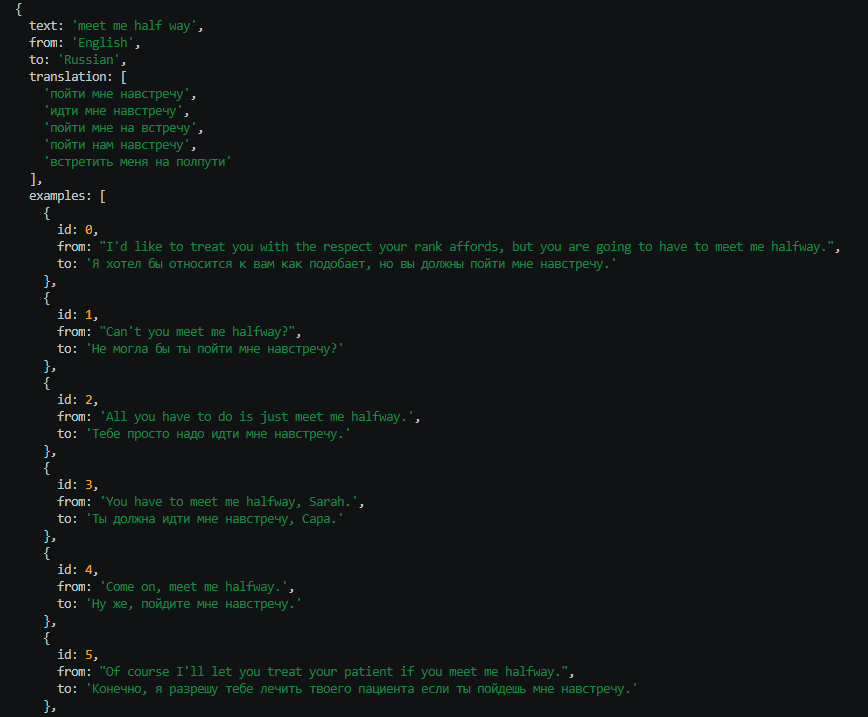 {
text: 'meet me half way',
from: 'English',
to: 'Russian',
translation: [
'пойти мне навстречу',
'идти мне навстречу',
'пойти мне на встречу',
'пойти нам навстречу',
'встретить меня на полпути'
],
examples: [
{
id: 0,
from: "I'd like to treat you with the respect your rank affords, but you are going to have to meet me halfway.",
to: 'Я хотел бы относится к вам как подобает, но вы должны пойти мне навстречу.'
},
{
id: 1,
from: "Can't you meet me halfway?",
to: 'Не могла бы ты пойти мне навстречу?'
},
{
id: 2,
from: 'All you have to do is just meet me halfway.',
to: 'Тебе просто надо идти мне навстречу.'
},
{
id: 3,
from: 'You have to meet me halfway, Sarah.',
to: 'Ты должна идти мне навстречу, Сара.'
},
{
id: 4,
from: 'Come on, meet me halfway.',
to: 'Ну же, пойдите мне навстречу.'
},
{
id: 5,
from: "Of course I'll let you treat your patient if you meet me halfway.",
to: 'Конечно, я разрешу тебе лечить твоего пациента если ты пойдешь мне навстречу.'
},